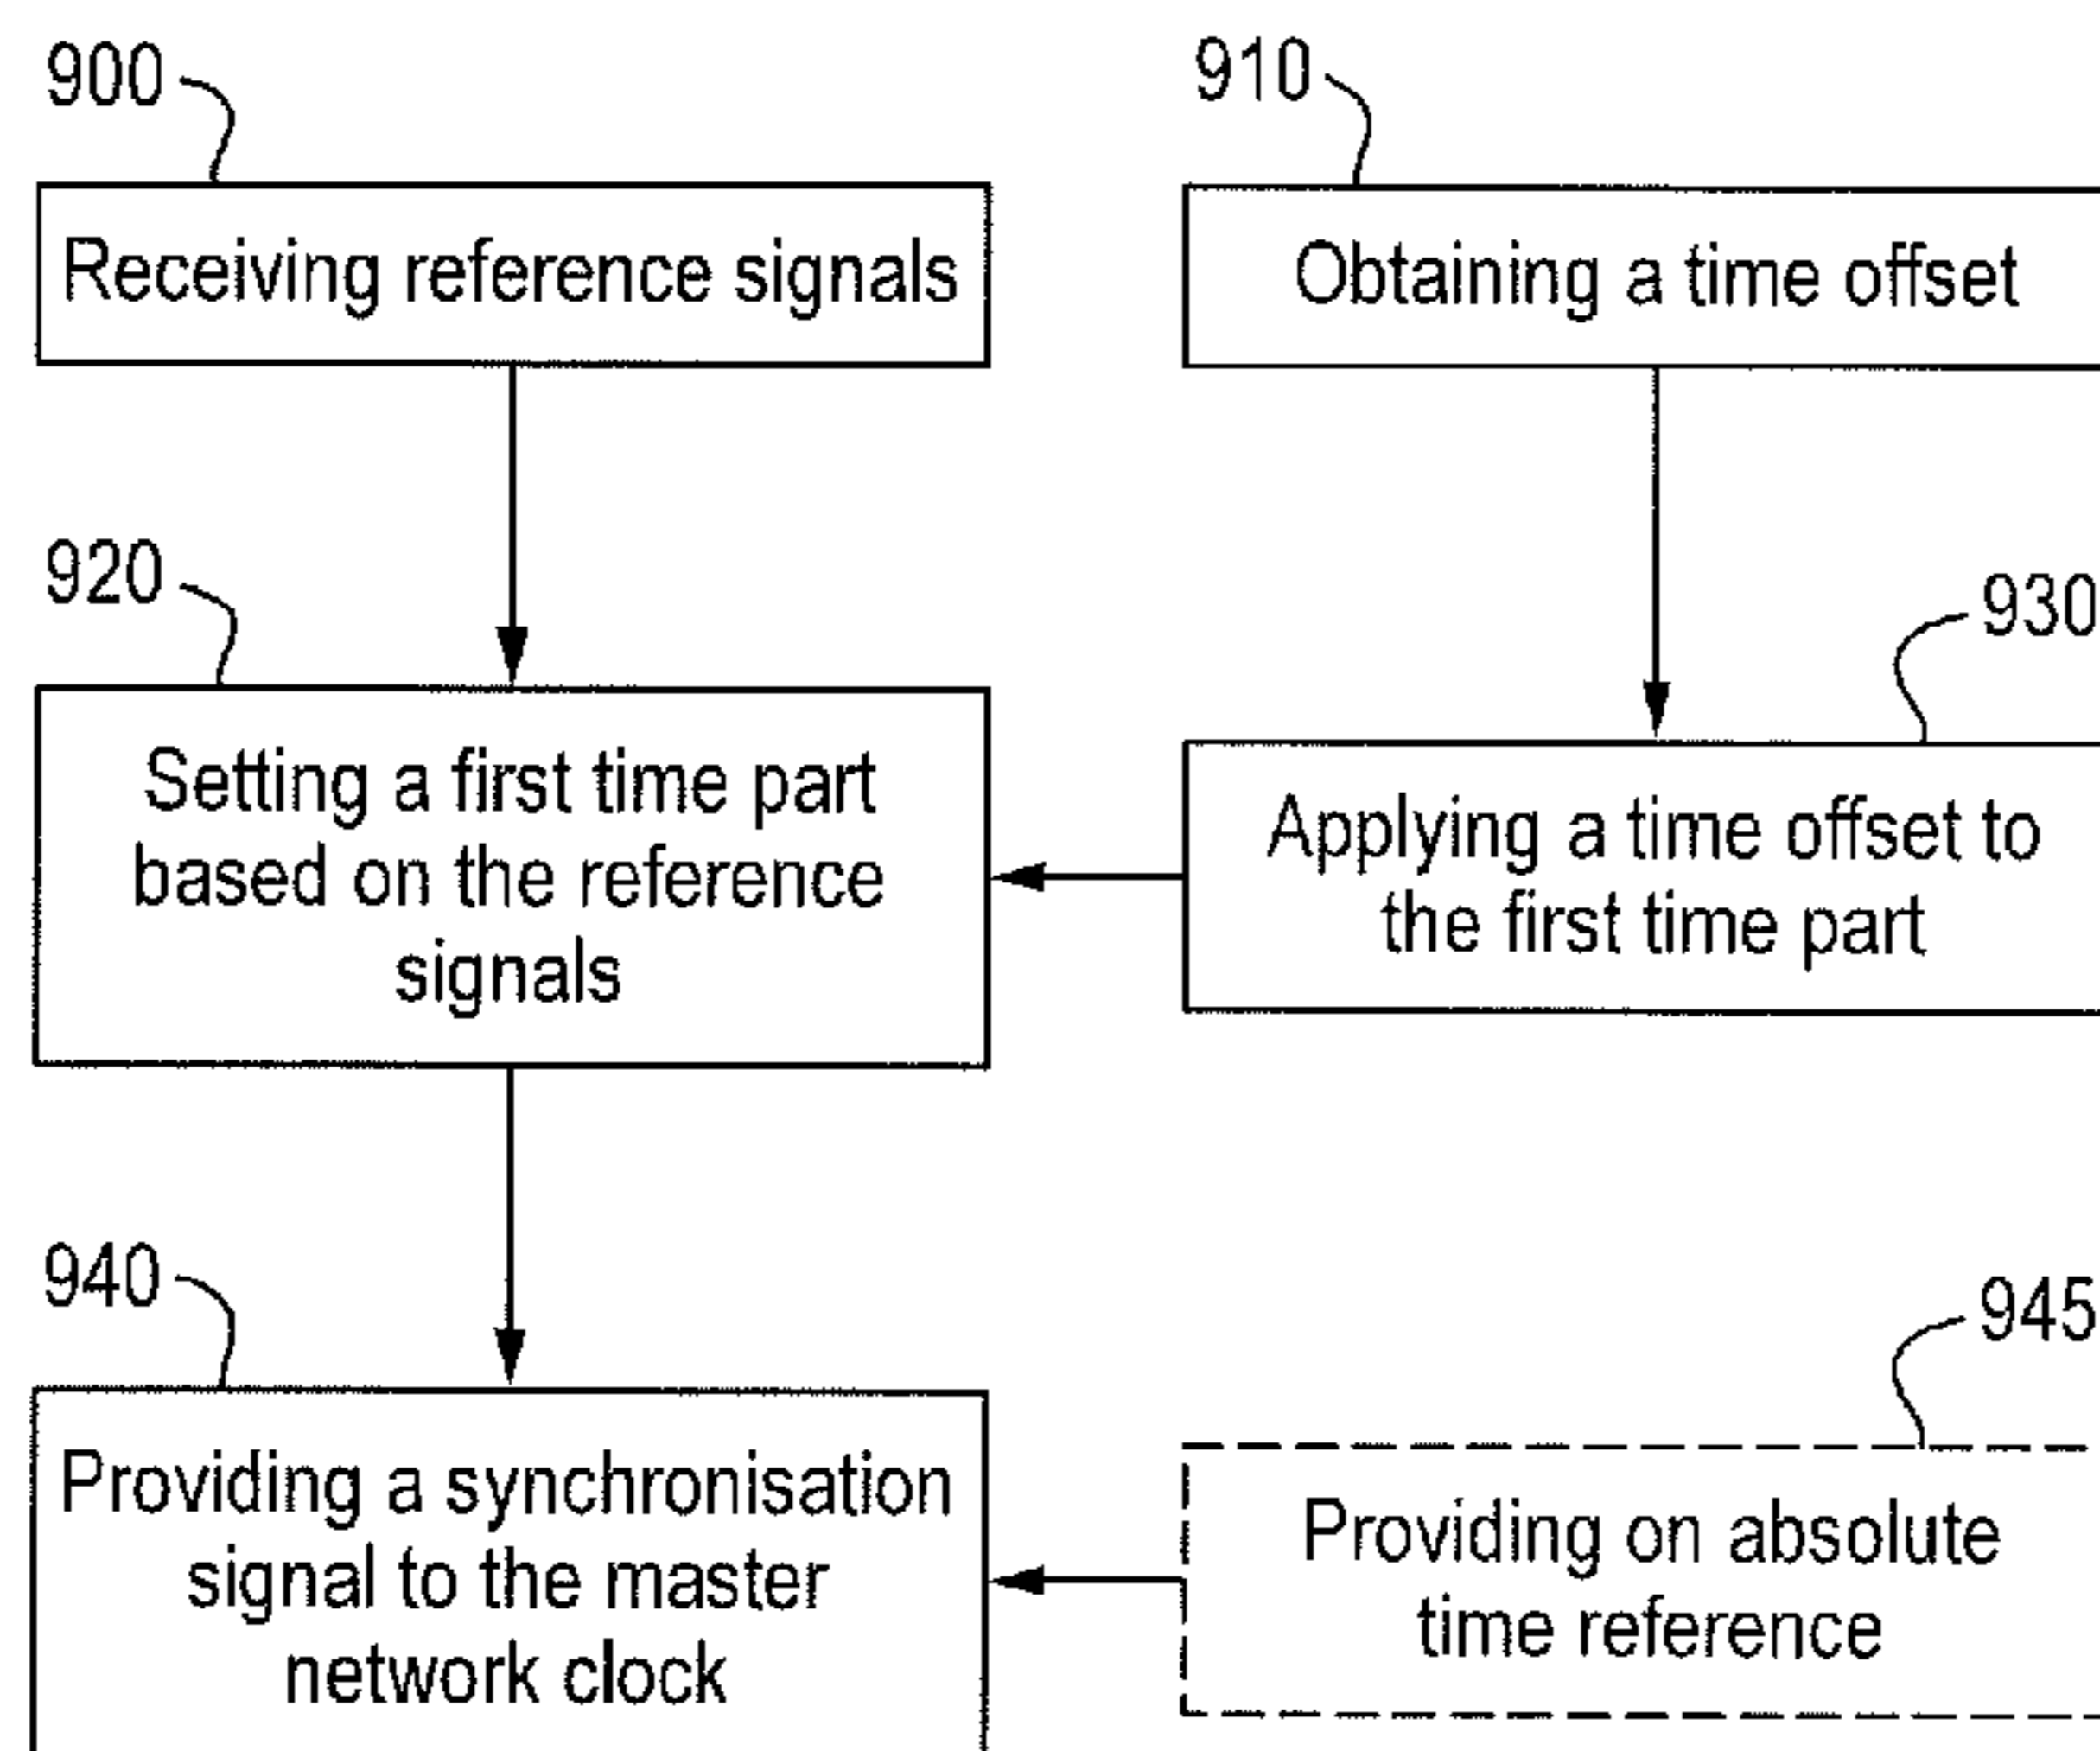 900
Receiving reference signals
910
Obtaining a time offset
920
Setting a first time part
based on the reference
signals
930
Applying a time offset to
the first time part
940
Providing a synchronisation
signal to the master
network clock
945
Providing on absolute
time reference